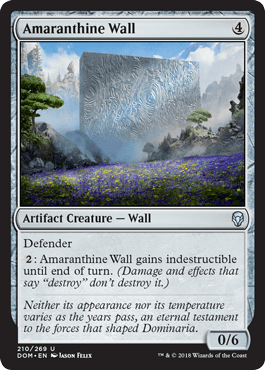 Amaranthine Wall 4
Artifact Creature — Wall
Defender
2: Amaranthine Wall gains indestructible
until end of turn. (Damage and effects that
say “destroy” don’t destroy it.)
Neither its appearance nor its temperature
varies as the years pass, an eternal testament
to the forces that shaped Dominaria.
0/6
210/269 U
DOM • EN Jason Felix
™ & © 2018 Wizards of the Coast